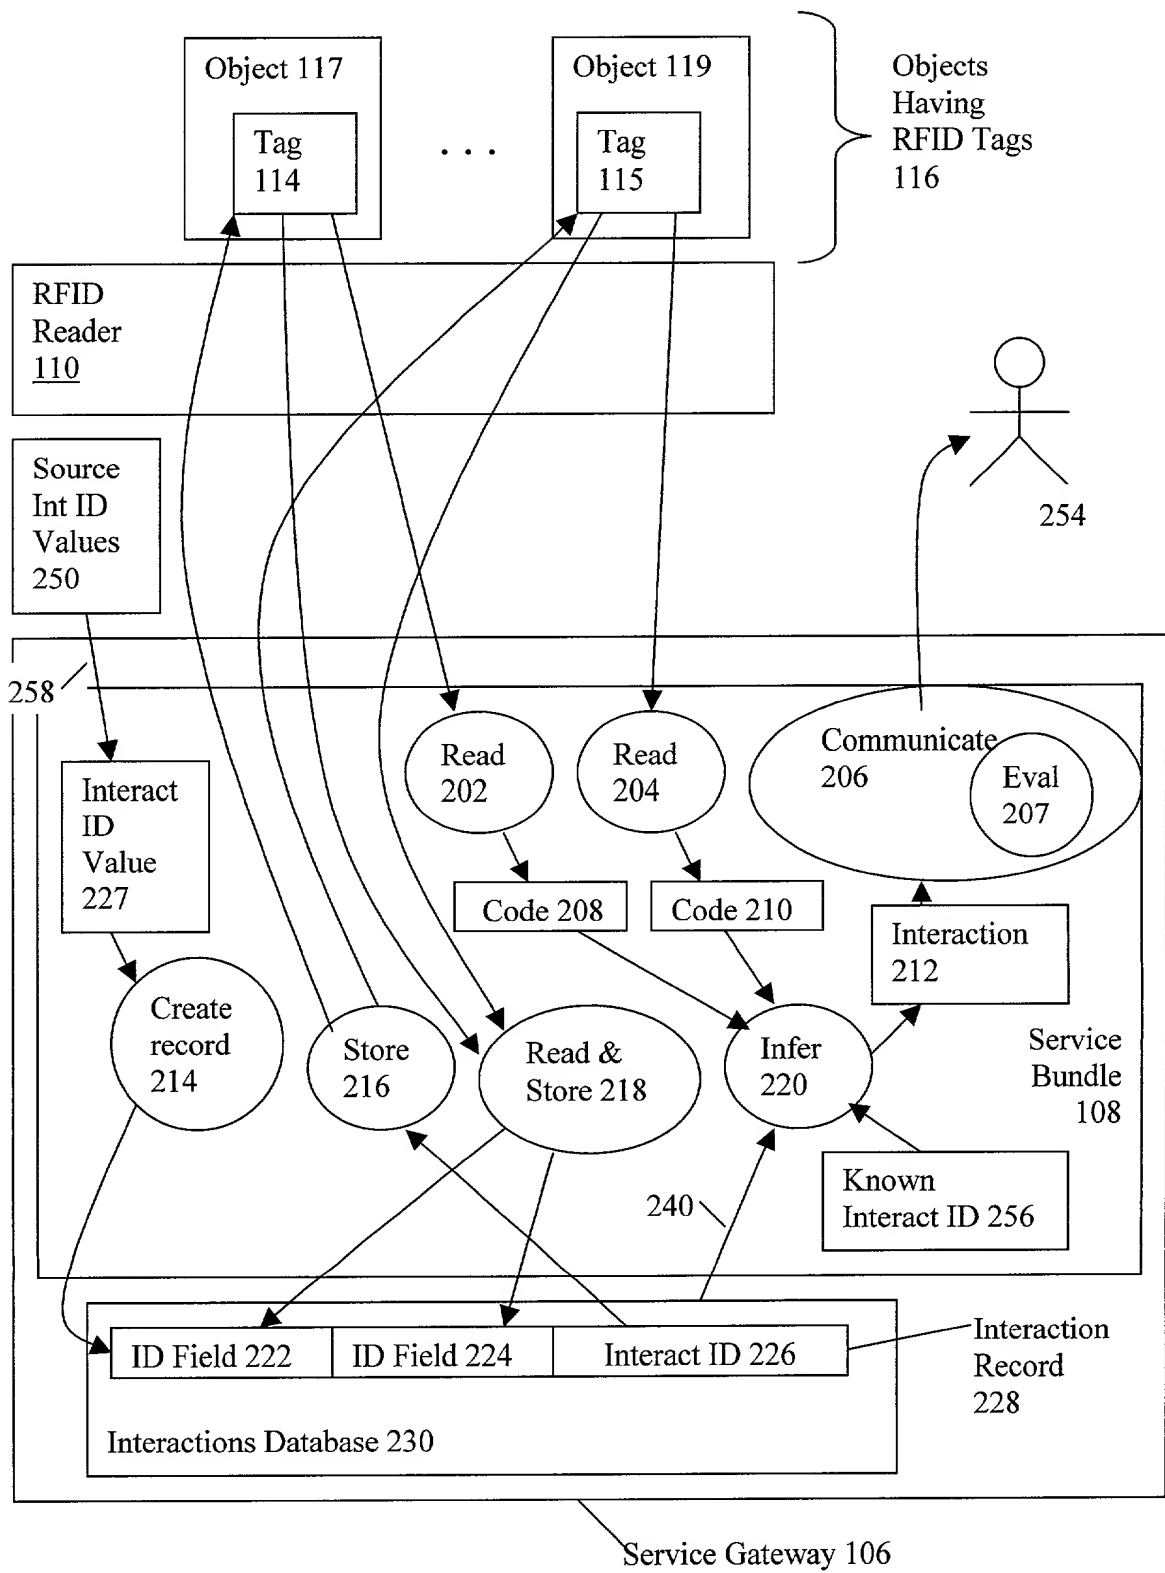 Object 117
Tag
114
. . .
Object 119
Tag
115
Objects
Having
RFID Tags
116
RFID
Reader
110
Source
Int ID
Values
250
254
258
Interact
ID
Value
227
Read
202
Read
204
Communicate
206
Eval
207
Code 208
Code 210
Interaction
212
Create
record
214
Store
216
Read &
Store 218
Infer
220
Service
Bundle
108
240
Known
Interact ID 256
ID Field 222
ID Field 224
Interact ID 226
Interaction
Record
228
Interactions Database 230
Service Gateway 106